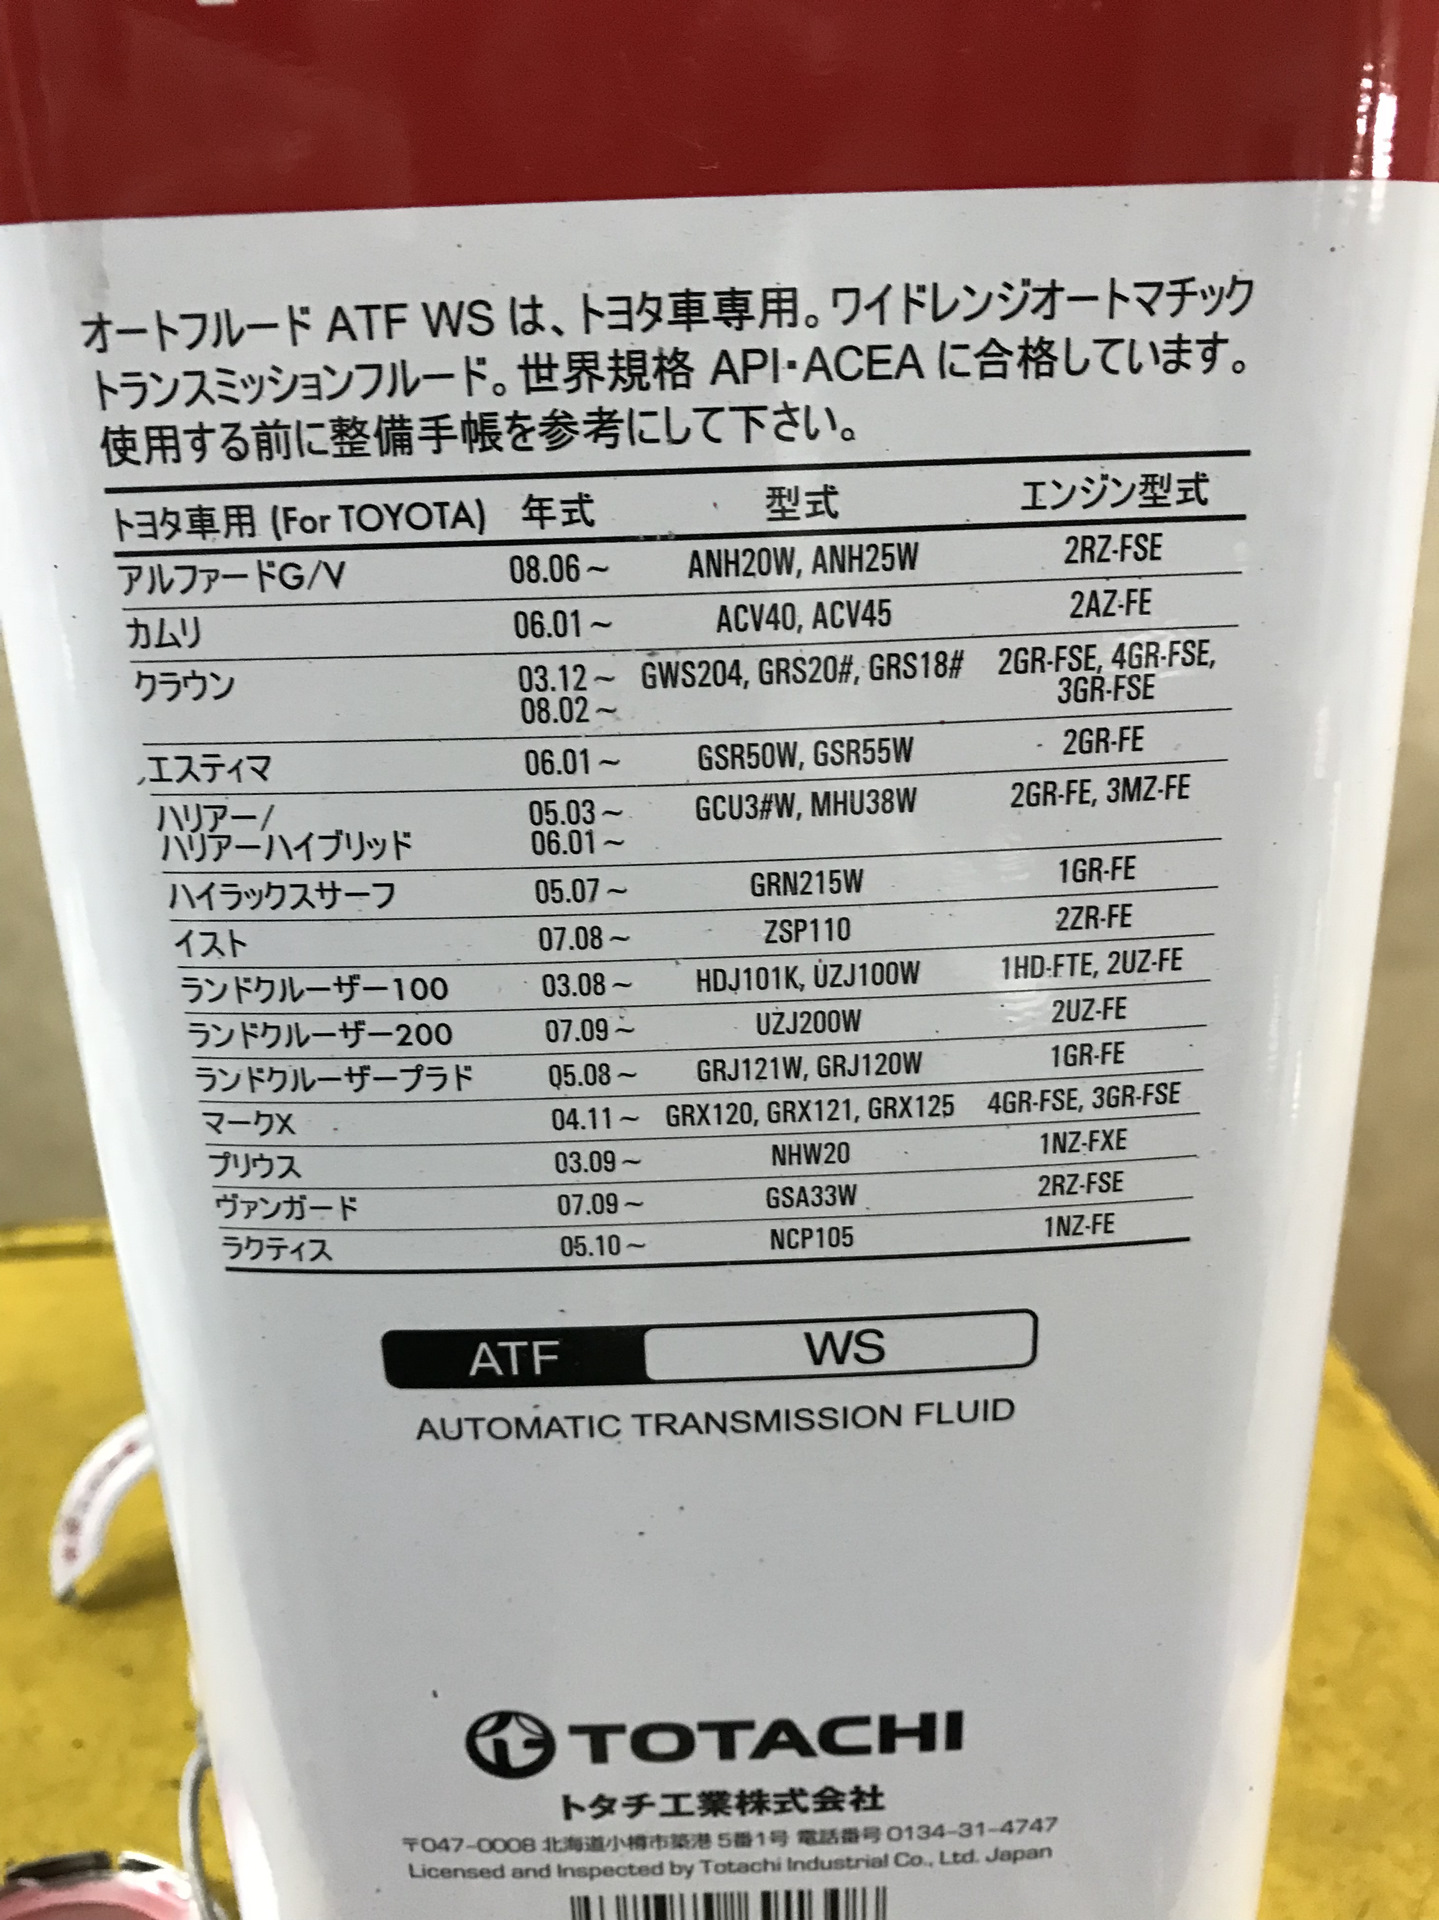 オートフルード ATF WS は、トヨタ車専用。ワイドレンジオートマチック
トランスミッションフルード。世界規格 API・ACEA に合格しています。
使用する前に整備手帳を参考にして下さい。
トヨタ車用 (For TOYOTA) 年式 型式 エンジン型式
アルファードG/V 08.06～ ANH20W, ANH25W 2RZ-FSE
カムリ 06.01～ ACV40, ACV45 2AZ-FE
クラウン 03.12～ GWS204, GRS20#, GRS18# 2GR-FSE, 4GR-FSE,
08.02～ 3GR-FSE
エスティマ 06.01～ GSR50W, GSR55W 2GR-FE
ハリアー/ 05.03～ GCU3#W, MHU38W 2GR-FE, 3MZ-FE
ハリアーハイブリッド 06.01～
ハイラックスサーフ 05.07～ GRN215W 1GR-FE
イスト 07.08～ ZSP110 2ZR-FE
ランドクルーザー100 03.08～ HDJ101K, UZJ100W 1HD-FTE, 2UZ-FE
ランドクルーザー200 07.09～ UZJ200W 2UZ-FE
ランドクルーザープラド 05.08～ GRJ121W, GRJ120W 1GR-FE
マークX 04.11～ GRX120, GRX121, GRX125 4GR-FSE, 3GR-FSE
プリウス 03.09～ NHW20 1NZ-FXE
ヴァンガード 07.09～ GSA33W 2RZ-FSE
ラクティス 05.10～ NCP105 1NZ-FE
ATF WS
AUTOMATIC TRANSMISSION FLUID
TOTACHI
トタチ工業株式会社
〒047-0008 北海道小樽市築港 5番1号 電話番号 0134-31-4747
Licensed and Inspected by Totachi Industrial Co., Ltd. Japan